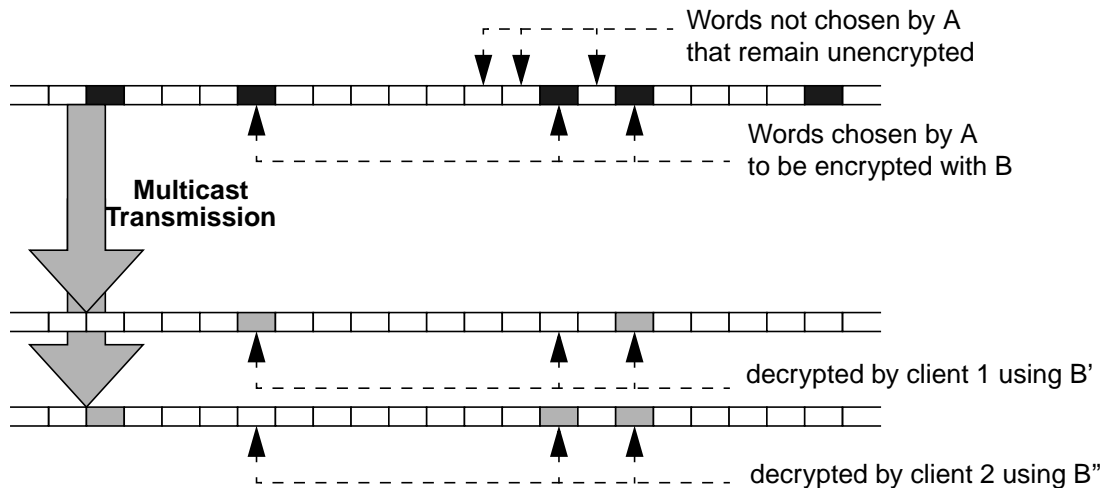 Words not chosen by A
that remain unencrypted
Words chosen by A
to be encrypted with B
Multicast
Transmission
decrypted by client 1 using B’
decrypted by client 2 using B”